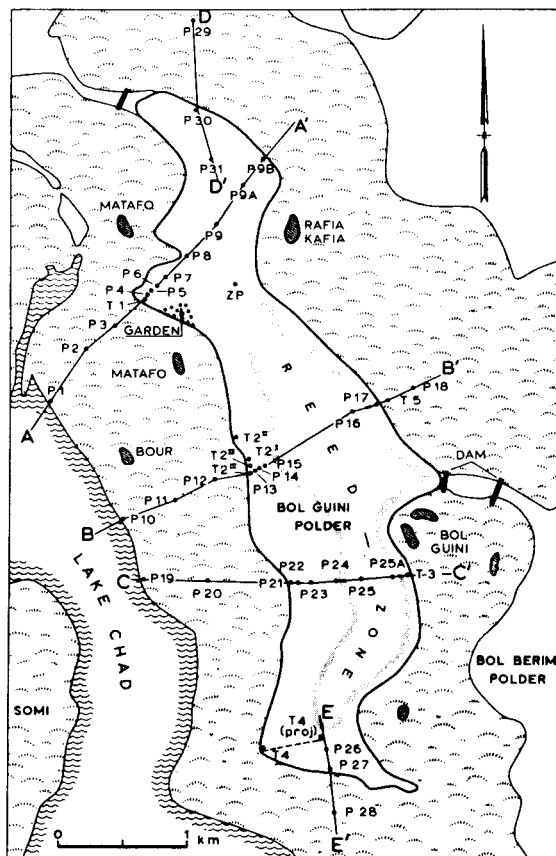 D
P29
P30
A'
P31
P9B
D'
P9A
MATAFO
RAFIA
KAFIA
P9
P8
P6
P7
P4
P5
T1
ZP
P3
GARDEN
P2
MATAFO
R E E D
B'
P1
P17
P18
T5
A
P16
T2
T2
T2
T2
BOUR
P15
DAM
P12
P14
P13
P11
BOL GUINI
POLDER
B
P10
BOL
GUINI
C
P19
P22
P24
P25A
T-3
C'
P20
P21
P23
P25
LAKE CHAD
ZONE
BOL BERIM
POLDER
SOMI
E
T4
(proj)
P26
T4
P27
P28
0
1
km
E'